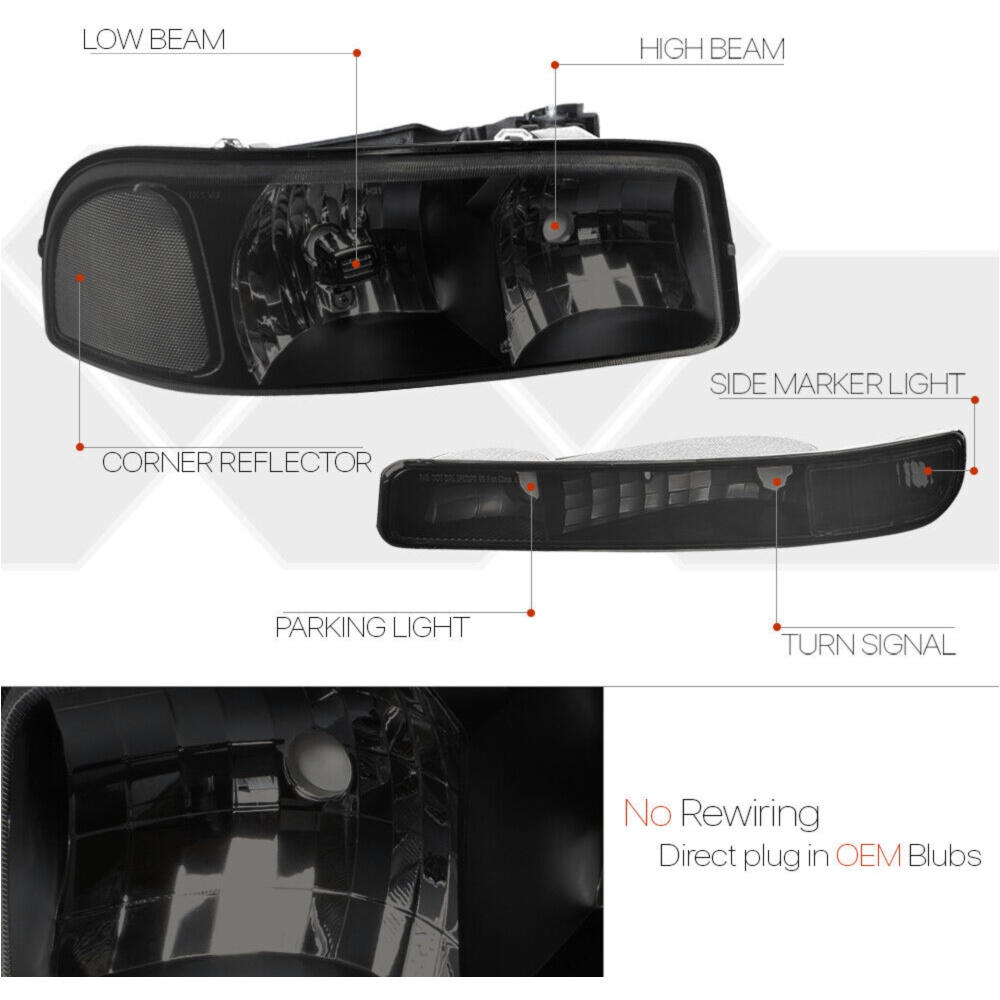 LOW BEAM
HIGH BEAM
SIDE MARKER LIGHT
CORNER REFLECTOR
PARKING LIGHT
TURN SIGNAL
No Rewiring
Direct plug in OEM Blubs